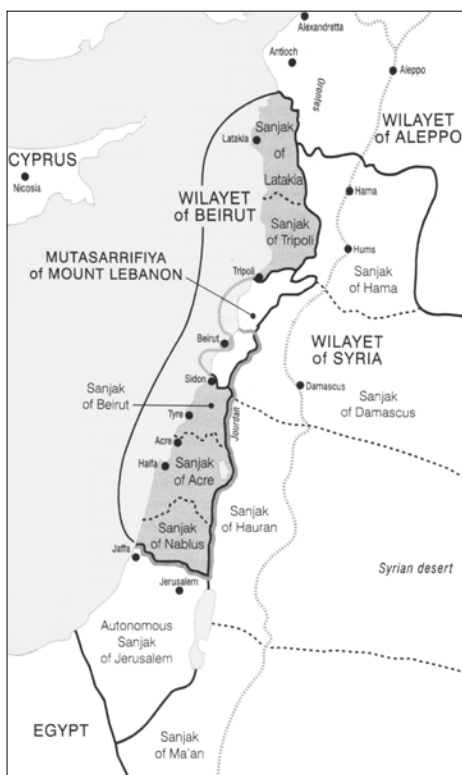 Alexandretta
Antioch
Orontes
Aleppo
WILAYET
of ALEPPO
CYPRUS
Nicosia
Latakia
Sanjak
of
Latakia
WILAYET
of BEIRUT
Sanjak
of Tripoli
Hama
Hums
Sanjak
of Hama
MUTASARRIFIYA
of MOUNT LEBANON
Tripoli
Beirut
WILAYET
of SYRIA
Sidon
Sanjak
of Beirut
Damascus
Sanjak
of Damascus
Tyre
Jourdan
Acre
Haifa
Sanjak
of Acre
Sanjak
of Hauran
Sanjak
of Nablus
Jaffa
Syrian desert
Jerusalem
Autonomous
Sanjak
of Jerusalem
EGYPT
Sanjak
of Ma'an